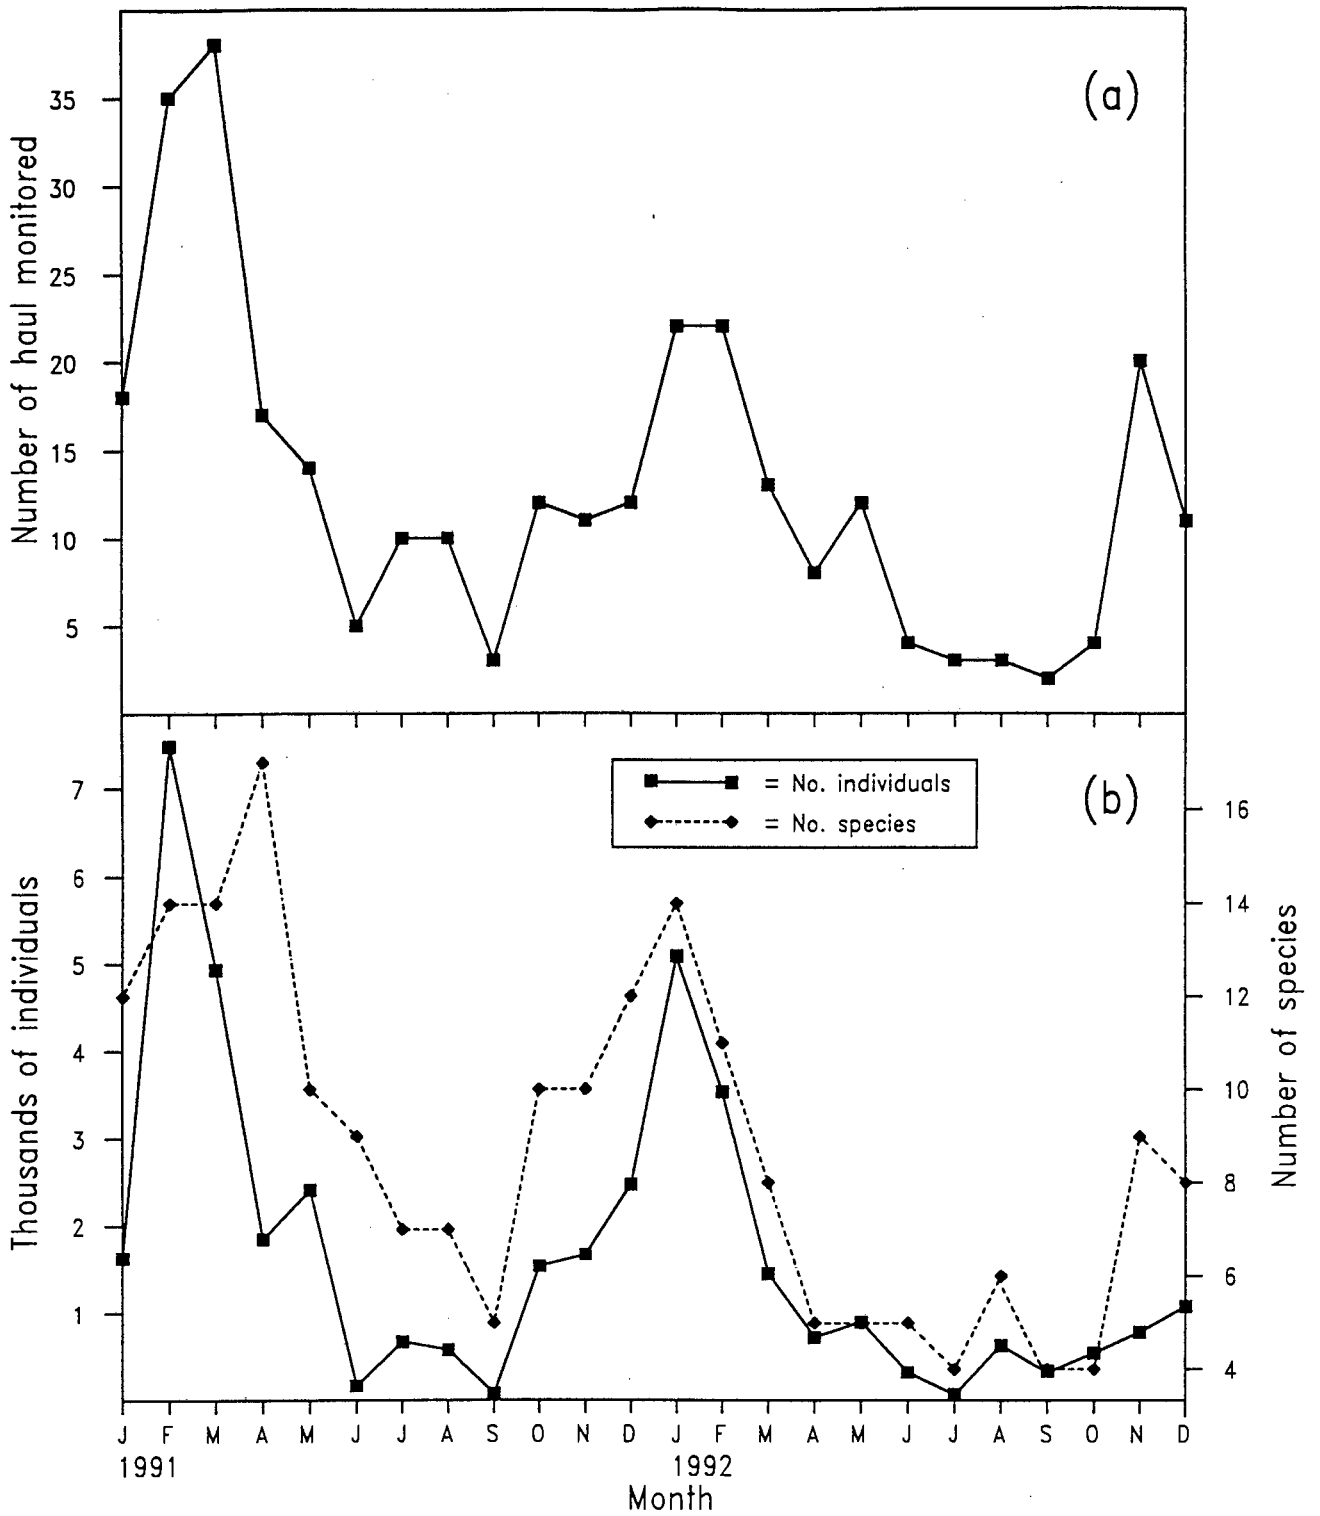 (a)
Number of haul monitored
35
30
25
20
15
10
5
(b)
= No. individuals
= No. species
Thousands of individuals
7
6
5
4
3
2
1
Number of species
16
14
12
10
8
6
4
J F M A M J J A S O N D J F M A M J J A S O N D
1991 1992
Month